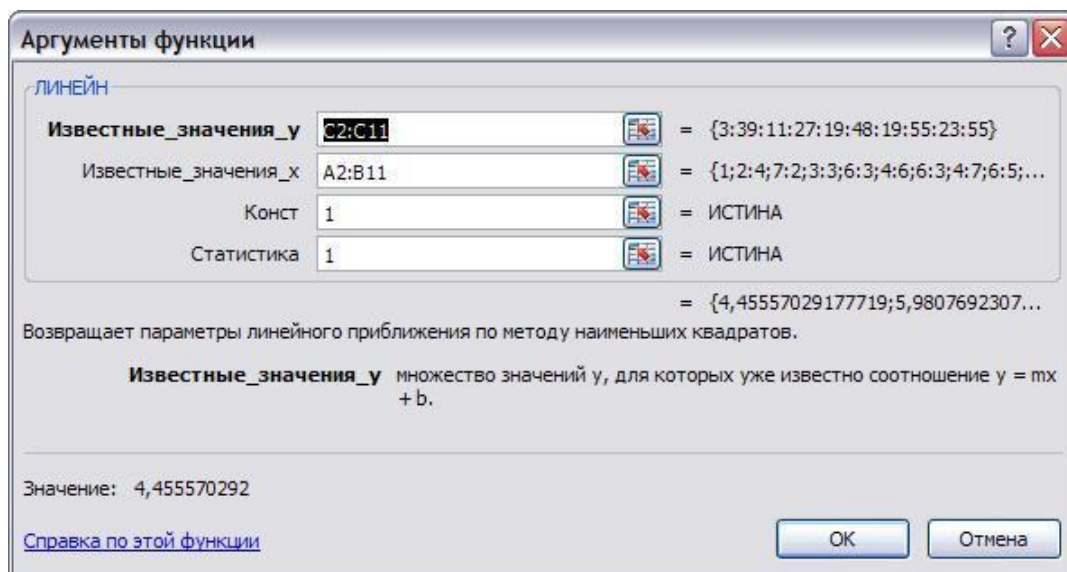 Аргументы функции
ЛИНЕЙН
Известные_значения_y C2:C11 = {3:39:11:27:19:48:19:55:23:55}
Известные_значения_x A2:B11 = {1;2:4;7:2;3:3;6:3;4:6;6:3;4:7;6:5;...
Конст 1 = ИСТИНА
Статистика 1 = ИСТИНА
= {4,45557029177719;5,9807692307...
Возвращает параметры линейного приближения по методу наименьших квадратов.
Известные_значения_y множество значений y, для которых уже известно соотношение y = mx
+ b.
Значение: 4,455570292
Справка по этой функции
ОК Отмена